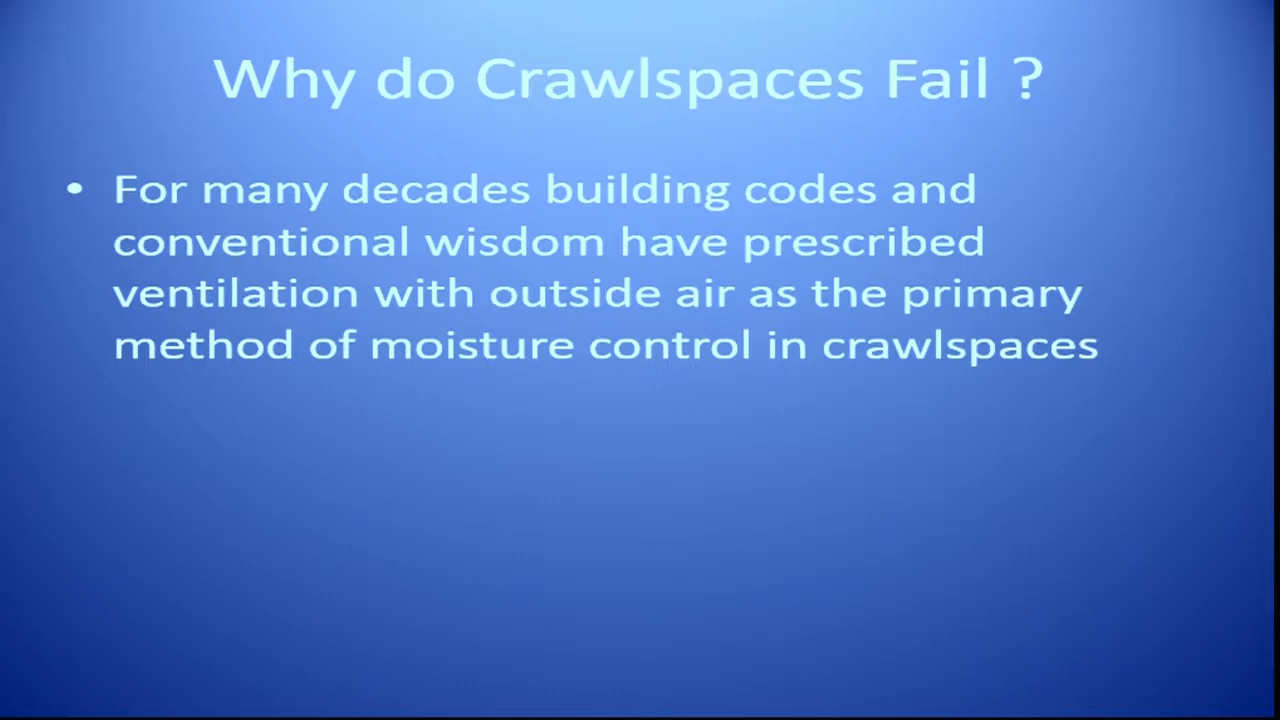 Why do Crawlspaces Fail ?
• For many decades building codes and
conventional wisdom have prescribed
ventilation with outside air as the primary
method of moisture control in crawlspaces